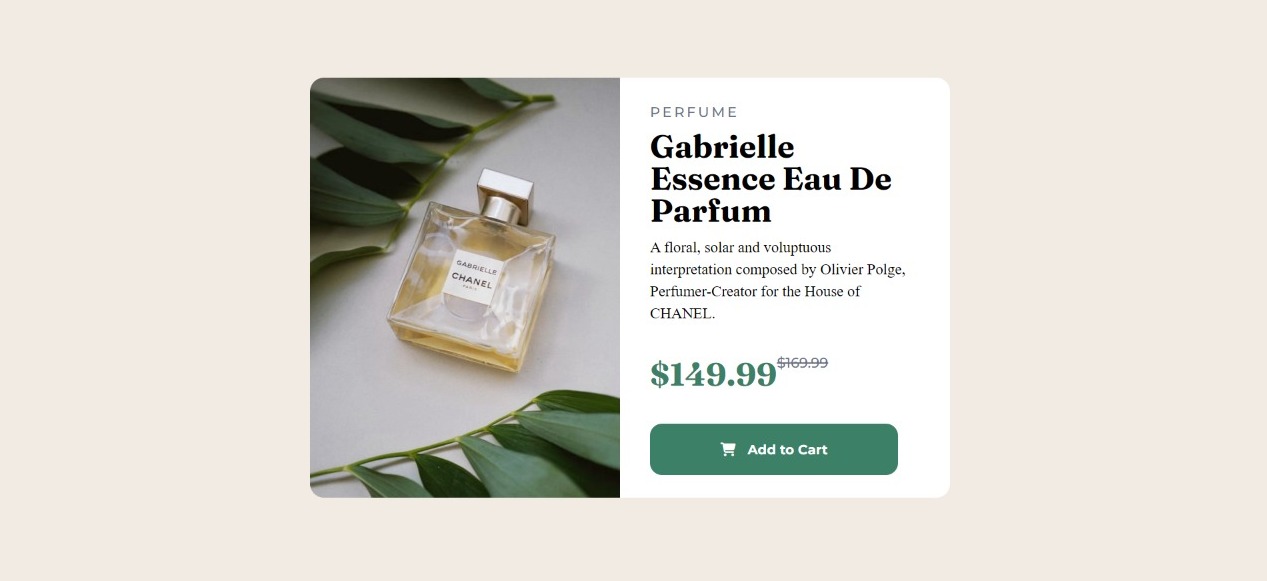 GABRIELLE
CHANEL
PARIS
PERFUME
Gabrielle
Essence Eau De
Parfum
A floral, solar and voluptuous
interpretation composed by Olivier Polge,
Perfumer-Creator for the House of
CHANEL.
$149.99 $169.99
Add to Cart